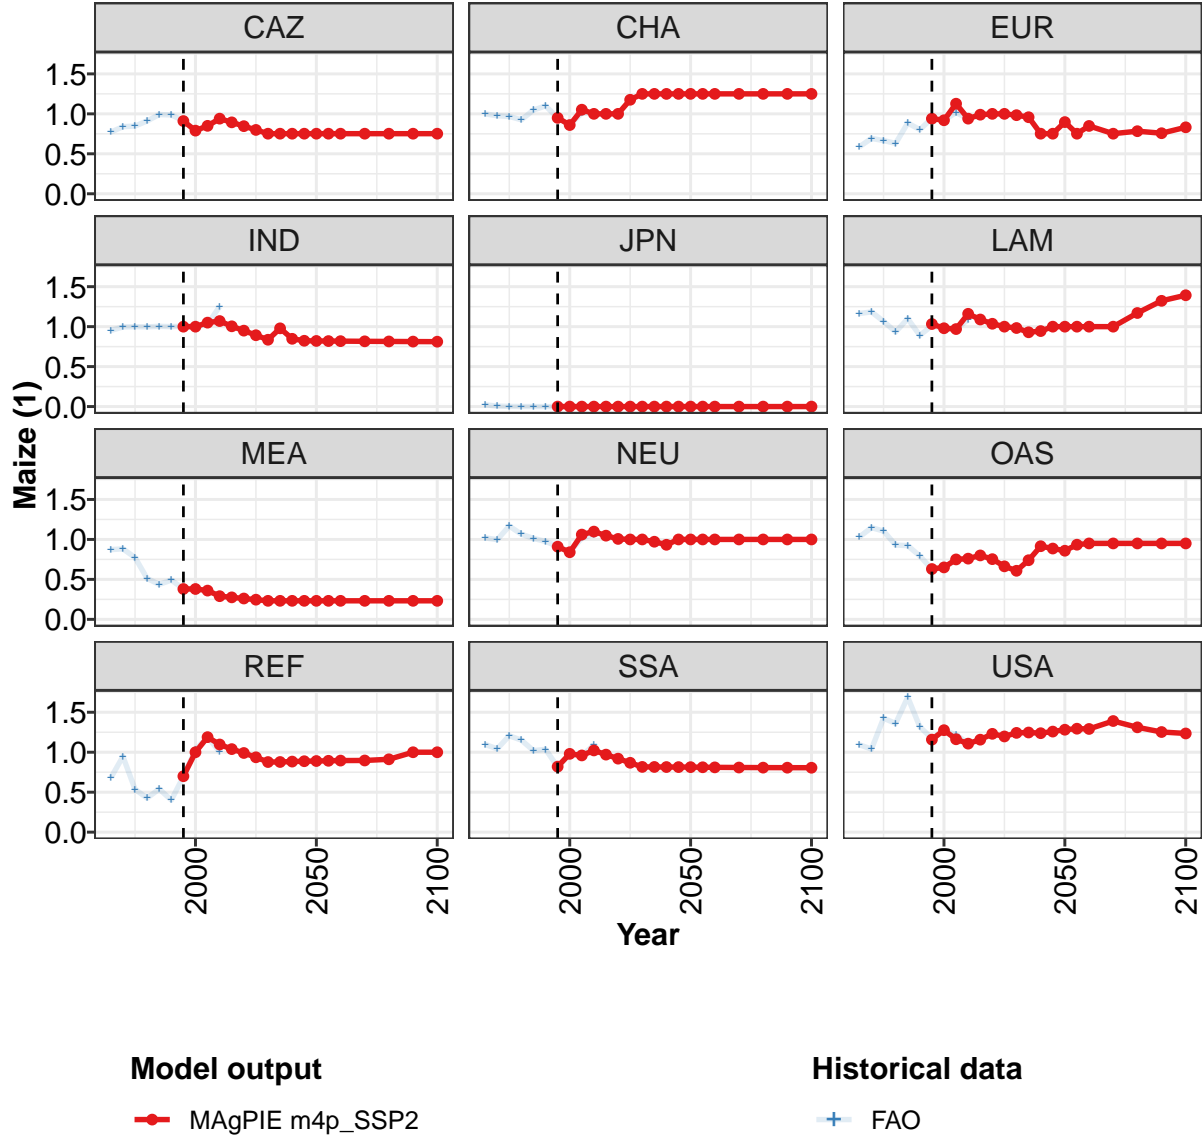 CAZ CHA EUR
1.5
1.0
0.5
0.0
IND JPN LAM
1.5
1.0
0.5
0.0
Maize (1)
MEA NEU OAS
1.5
1.0
0.5
0.0
REF SSA USA
1.5
1.0
0.5
0.0
2000 2050 2100 2000 2050 2100 2000 2050 2100
Year
Model output Historical data
MAgPIE m4p_SSP2 FAO